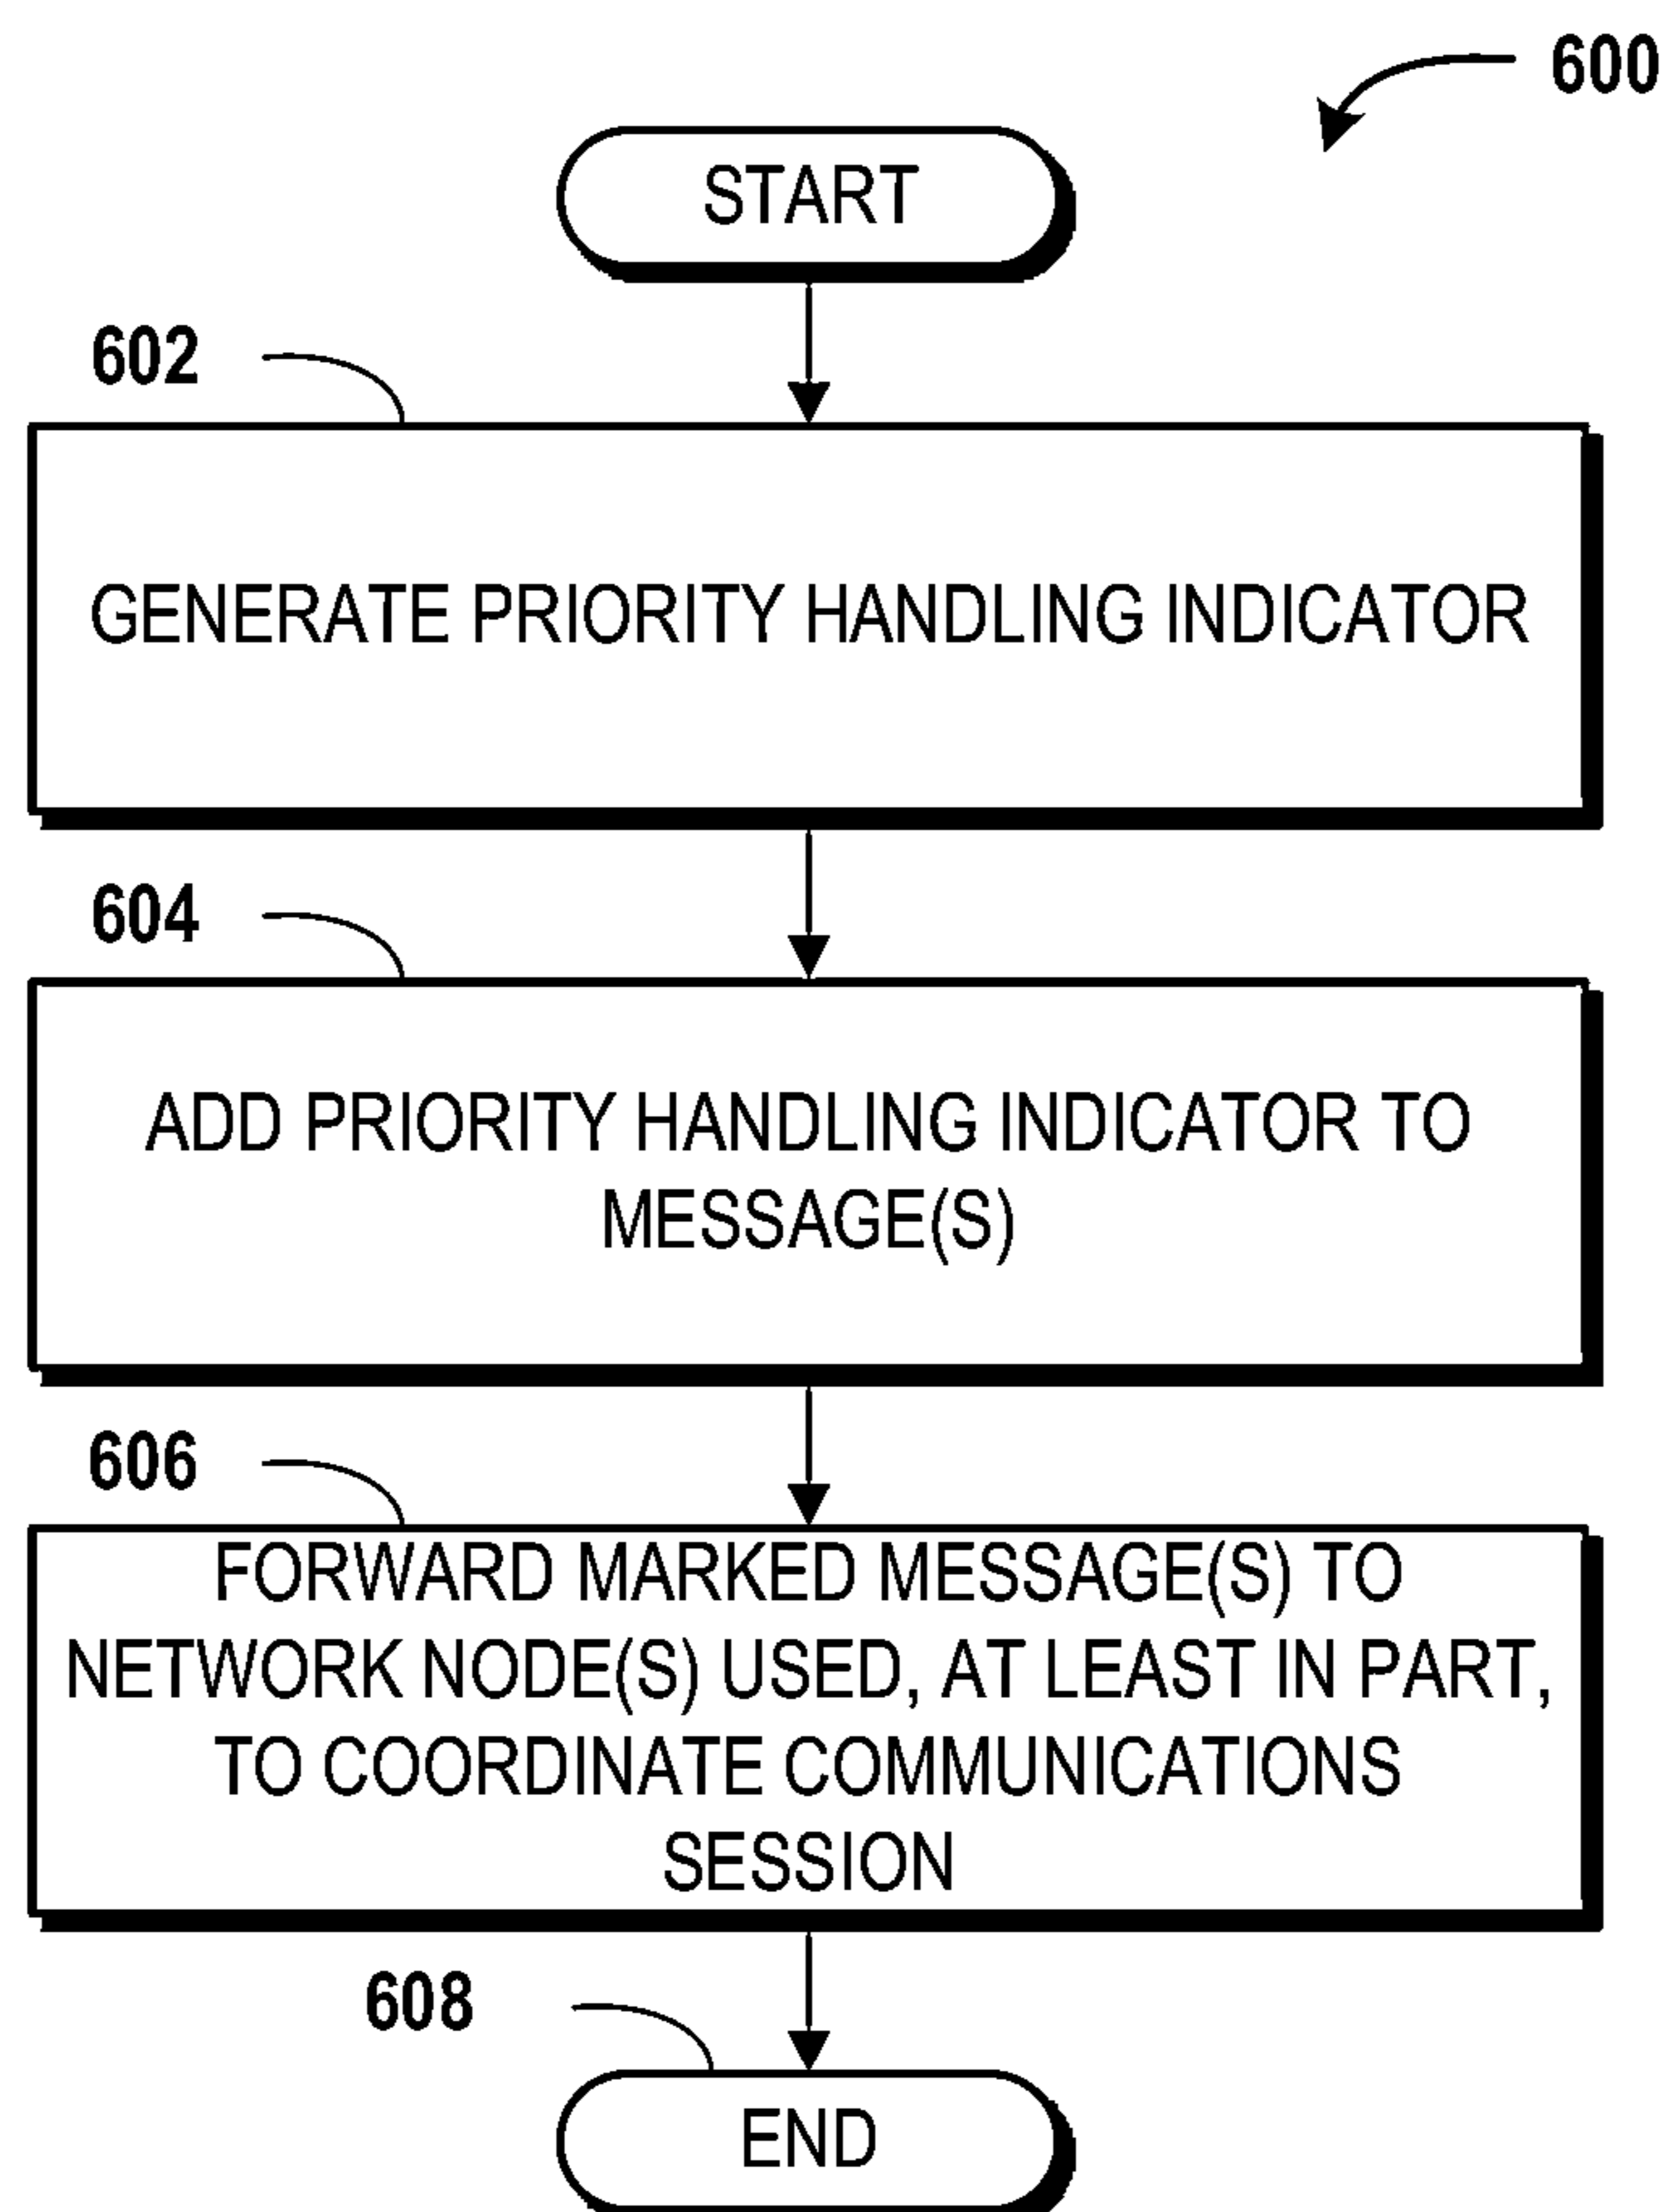 600
START
602
GENERATE PRIORITY HANDLING INDICATOR
604
ADD PRIORITY HANDLING INDICATOR TO
MESSAGE(S)
606
FORWARD MARKED MESSAGE(S) TO
NETWORK NODE(S) USED, AT LEAST IN PART,
TO COORDINATE COMMUNICATIONS
SESSION
608
END